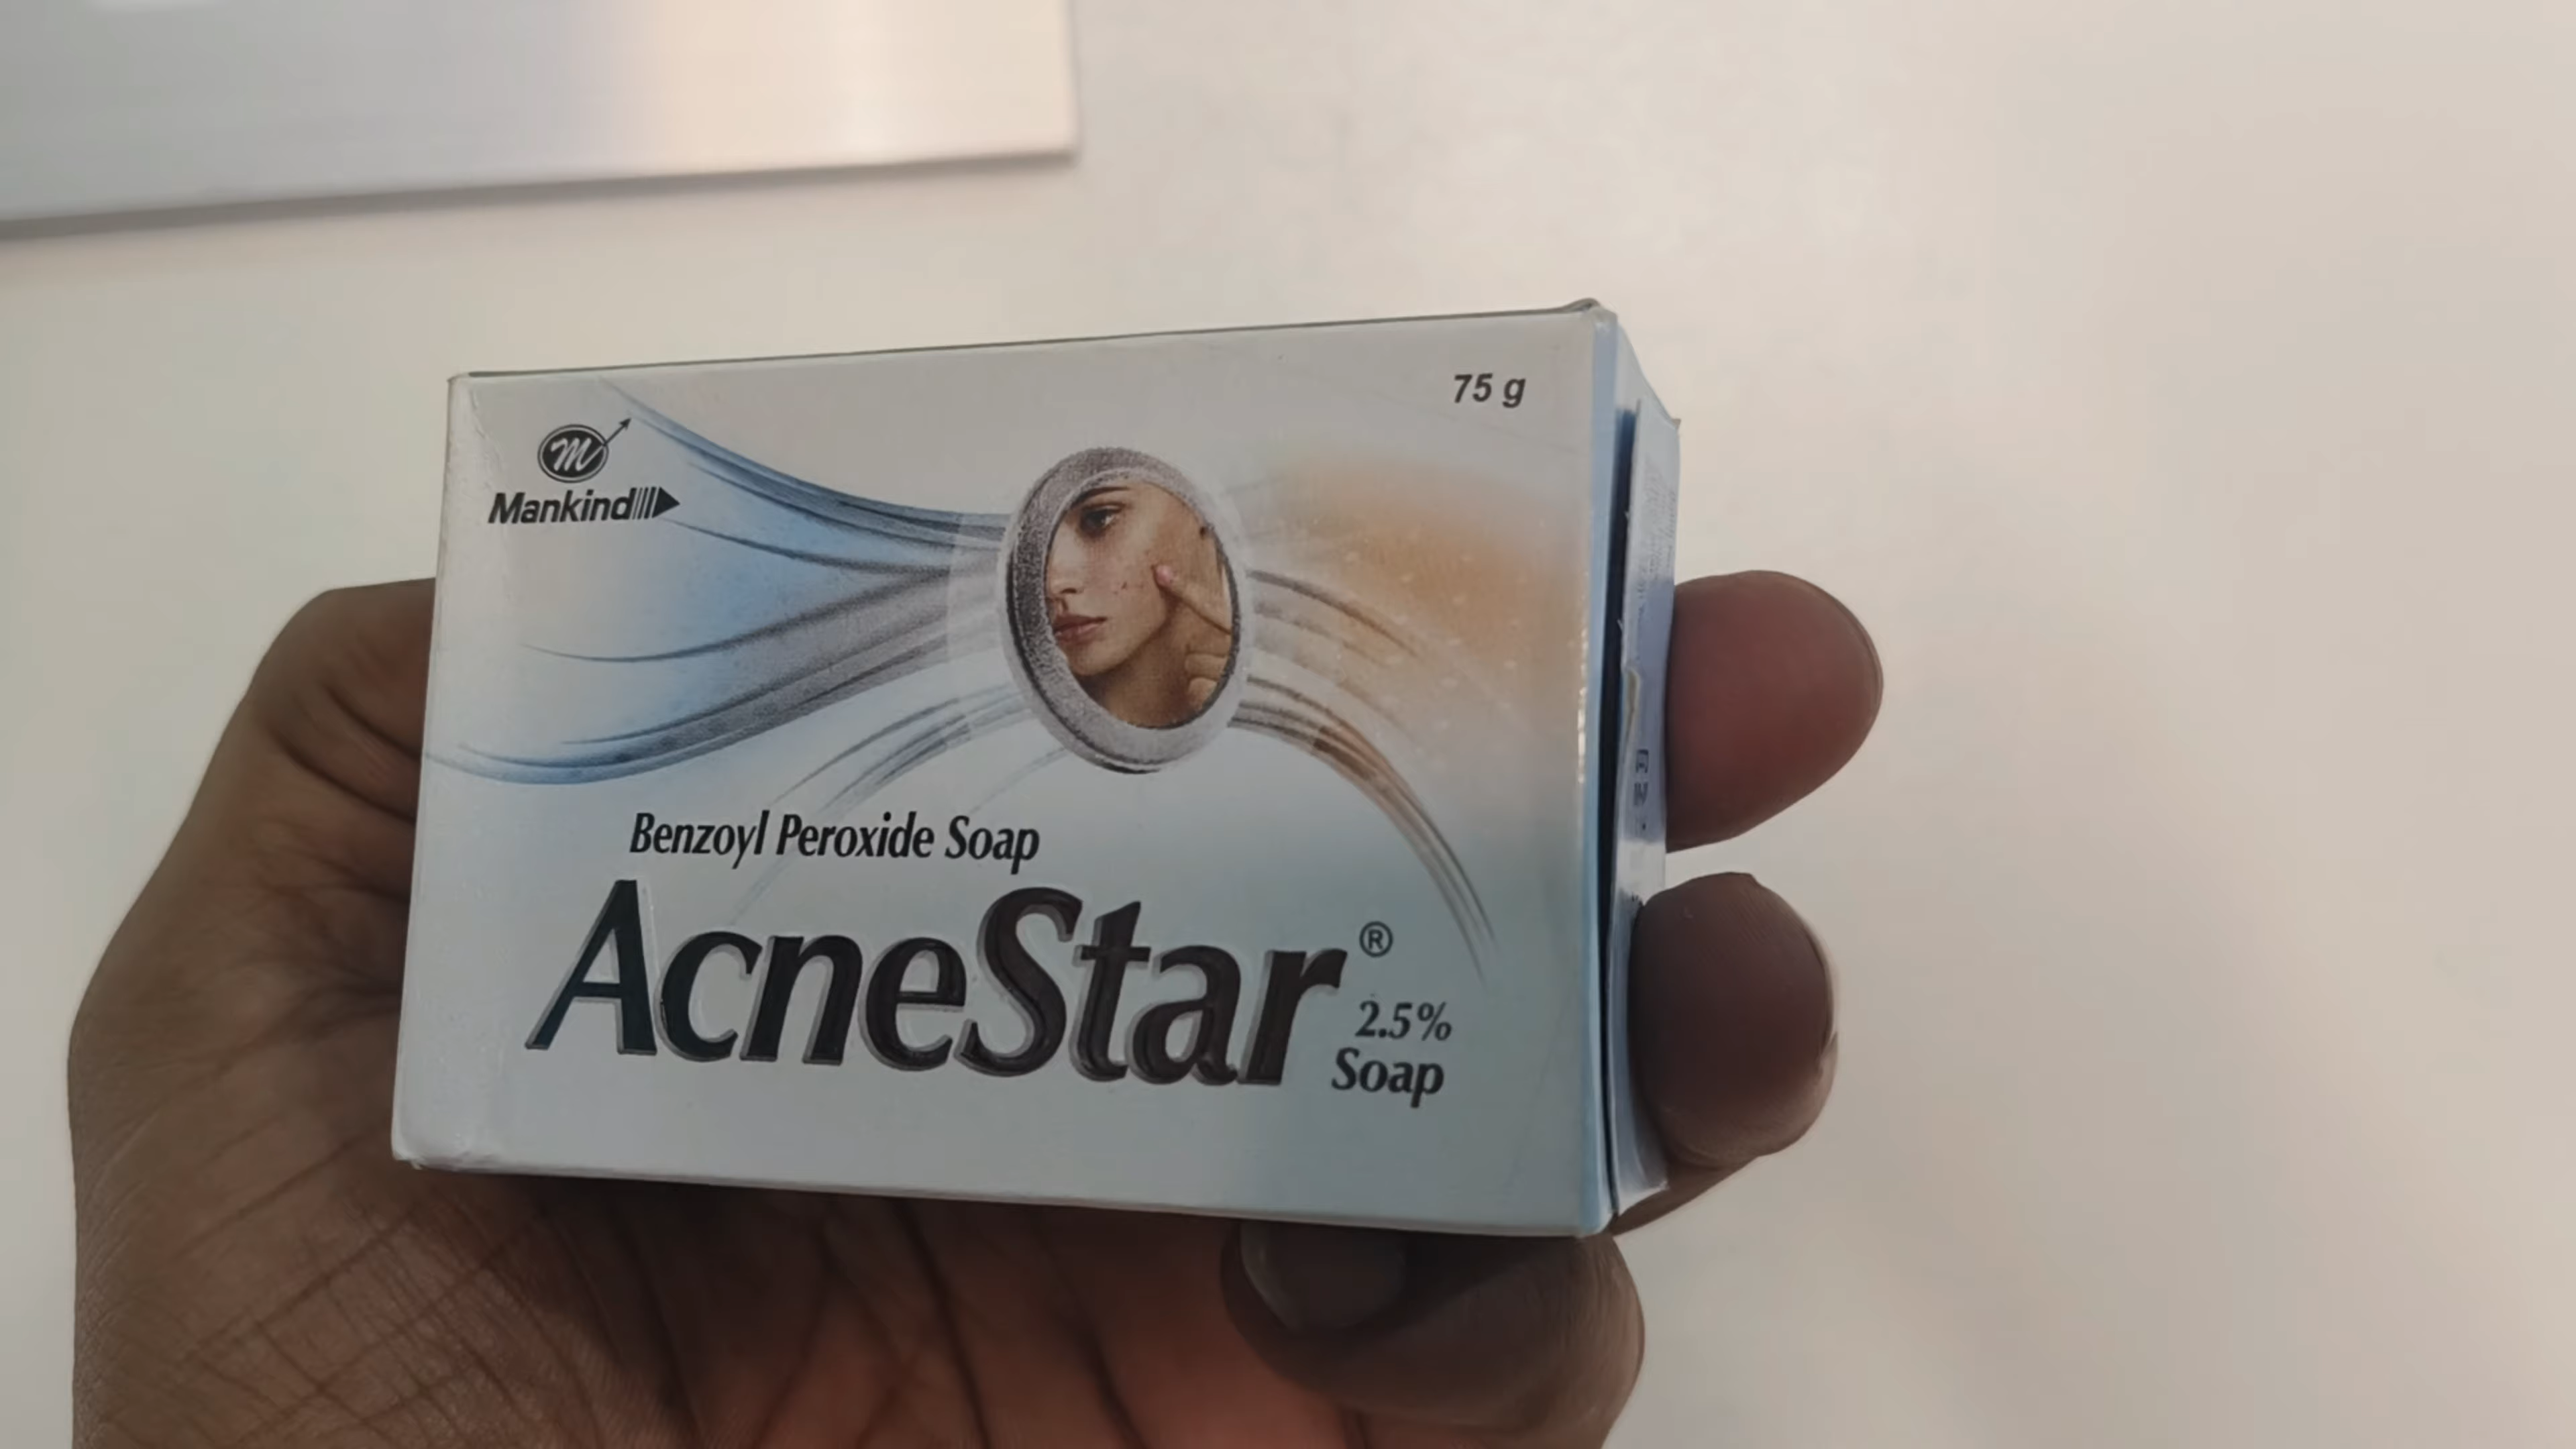 75 g
M
Mankind
Benzoyl Peroxide Soap
AcneStar®
2.5%
Soap